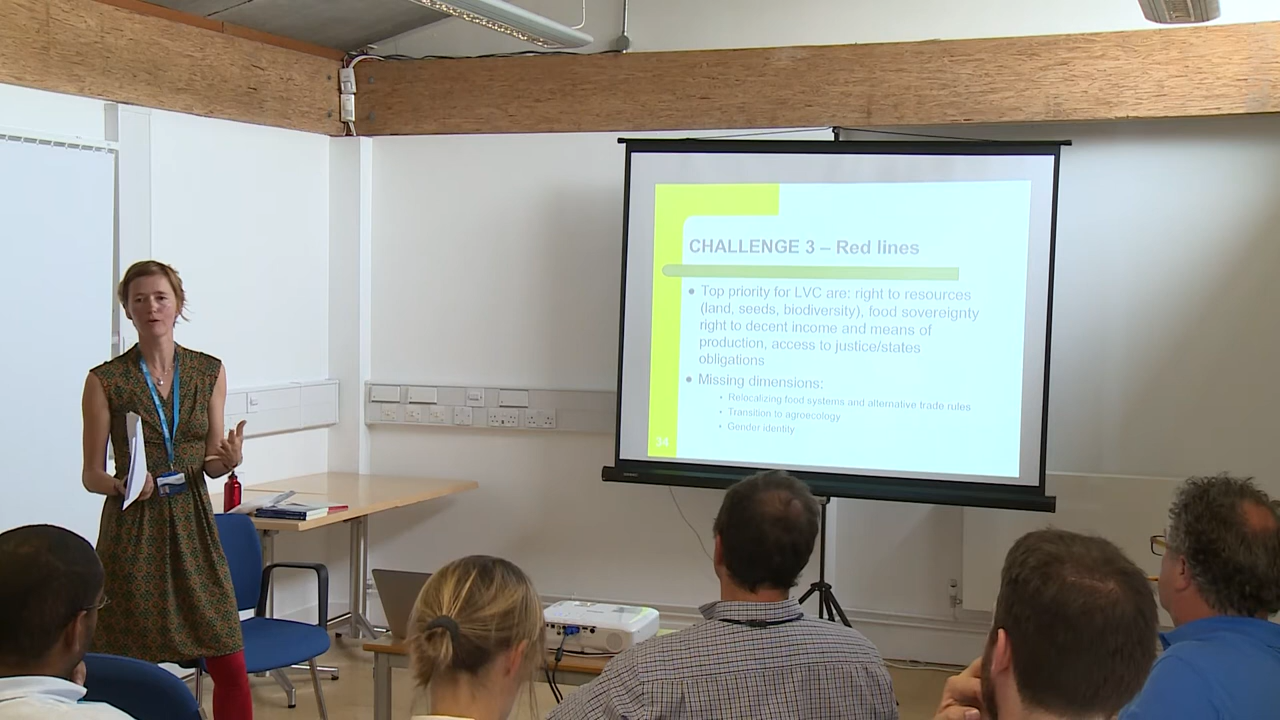 CHALLENGE 3 – Red lines
Top priority for LVC are: right to resources
(land, seeds, biodiversity), food sovereignty
right to decent income and means of
production, access to justice/states
obligations
Missing dimensions:
Relocalizing food systems and alternative trade rules
Transition to agroecology
Gender identity
34